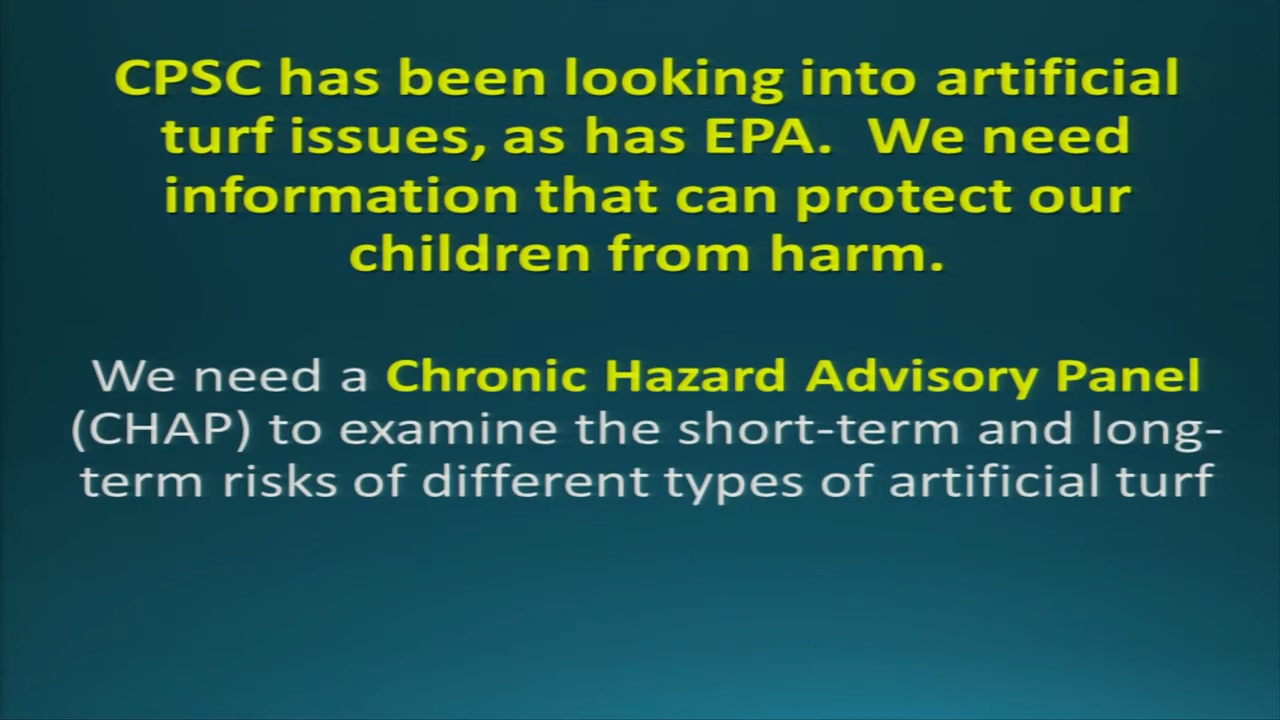 CPSC has been looking into artificial
turf issues, as has EPA.  We need
information that can protect our
children from harm.
We need a Chronic Hazard Advisory Panel
(CHAP) to examine the short-term and long-
term risks of different types of artificial turf